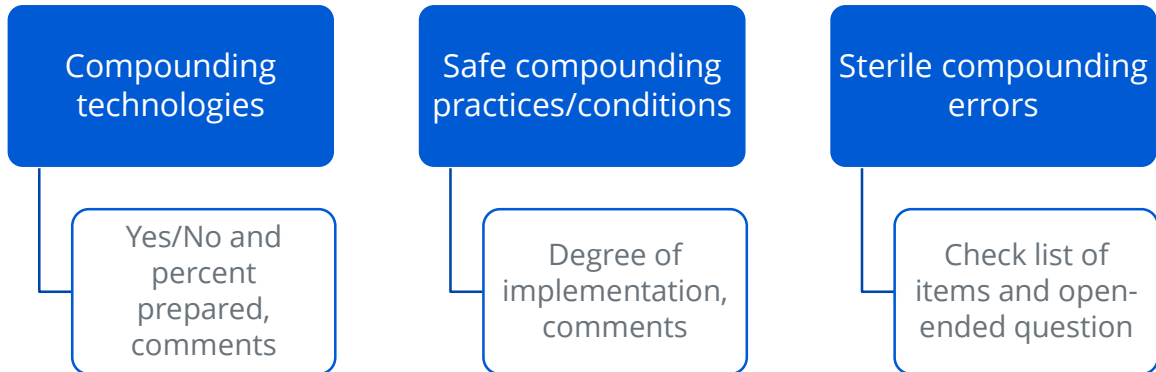 Compounding
technologies
Yes/No and
percent
prepared,
comments
Safe compounding
practices/conditions
Degree of
implementation,
comments
Sterile compounding
errors
Check list of
items and open-
ended question